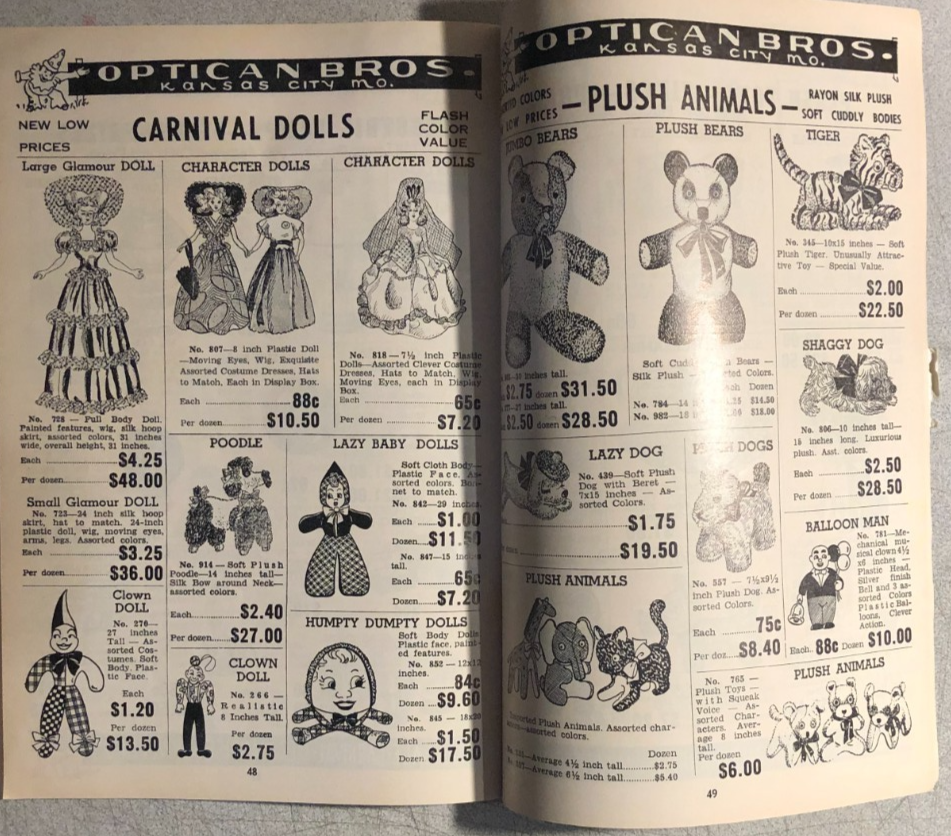 OPTICAN BROS.
Kansas City Mo.
NEW LOW
PRICES
CARNIVAL DOLLS
FLASH
COLOR
VALUE
Large Glamour DOLL
No. 728 — Full Body Doll.
Painted features, wig, silk hoop
skirt, assorted colors, 31 inches
wide, overall height, 31 inches.
Each $4.25
Per dozen $48.00
Small Glamour DOLL
No. 723—34-inch silk hoop
skirt, hat to match. 24-inch
plastic doll, wig, moving eyes,
arms, legs. Assorted colors.
Each $3.25
Per dozen $36.00
Clown
DOLL
No. 270—
27 inches
Tall — As-
sorted Cos-
tumes. Soft
Body. Plas-
tic Face.
Each
$1.20
Per dozen
$13.50
CHARACTER DOLLS
No. 807—8 inch Plastic Doll
—Moving Eyes, Wig, Exquisite
Assorted Costume Dresses, Hats
to Match, Each in Display Box.
Each 88c
Per dozen $10.50
CHARACTER DOLLS
No. 818—7½ inch Plastic
Dolls—Assorted Clever Costume
Dresses, Hats to Match, Wig,
Moving Eyes, each in Display
Box.
Each 65c
Per dozen $7.20
POODLE
No. 914—Soft Plush
Poodle—14 inches tall—
Silk Bow around Neck—
assorted colors.
Each $2.40
Per dozen $27.00
CLOWN
DOLL
No. 266 —
Realistic
8 Inches Tall.
Per dozen
$2.75
LAZY BABY DOLLS
Soft Cloth Body—
Plastic Face. As-
sorted colors. Bon-
net to match.
No. 842—29 inches
Each $1.00
Dozen $11.50
No. 847—15 inches
tall.
Each 65c
Dozen $7.20
HUMPTY DUMPTY DOLLS
Soft Body Dolls
Plastic face, paint-
ed features.
No. 852 — 12x12
inches.
Each 84c
Dozen $9.60
No. 845 — 18x20
inches.
Each $1.50
Dozen $17.50
48
OPTICAN BROS.
Kansas City Mo.
COLORS
LOW PRICES
— PLUSH ANIMALS —
RAYON SILK PLUSH
SOFT CUDDLY BODIES
JUMBO BEARS
inches tall.
$2.75 dozen $31.50
inches tall.
$2.50 dozen $28.50
PLUSH BEARS
Soft Bears —
Silk Plush Colors.
Dozen
No. 784—14 $14.50
No. 982—18 $18.00
TIGER
No. 345—10x15 inches — Soft
Plush Tiger. Unusually Attrac-
tive Toy — Special Value.
Each $2.00
Per dozen $22.50
SHAGGY DOG
No. 806—10 inches tall—
15 inches long. Luxurious
plush. Asst. colors.
Each $2.50
Per dozen $28.50
LAZY DOG
No. 439—Soft Plush
Dog with Beret —
7x15 inches — As-
sorted Colors.
$1.75
$19.50
PLUSH DOGS
No. 557 — 7½x9½
inch Plush Dog. As-
sorted Colors.
Each 75c
Per doz. $8.40
BALLOON MAN
No. 781—Me-
chanical mu-
sical clown 4½
x6 inches —
Plastic Head,
Silver finish
Bell and 3 as-
sorted Colors
Plastic Bal-
loons, Clever
Action.
Each 88c Dozen $10.00
PLUSH ANIMALS
Assorted Plush Animals. Assorted char-
colors.
Dozen
Average 4½ inch tall $2.75
Average 6½ inch tall $5.40
PLUSH ANIMALS
No. 765 —
Plush Toys —
with Squeak
Voice — As-
sorted Char-
acters. Aver-
age 8 inches
tall.
Per dozen
$6.00
49